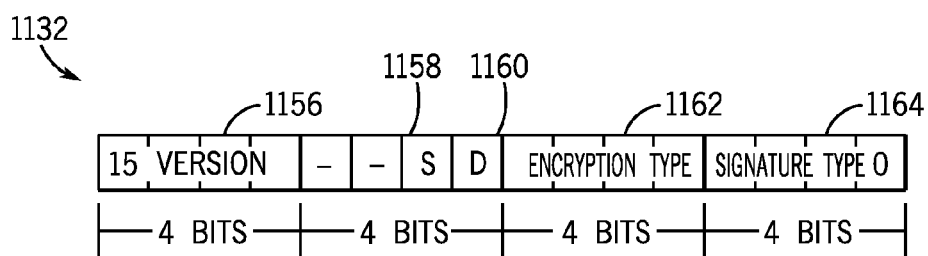 1132
1158 1160
1156 1162 1164
15 VERSION - - S D ENCRYPTION TYPE SIGNATURE TYPE 0
4 BITS 4 BITS 4 BITS 4 BITS